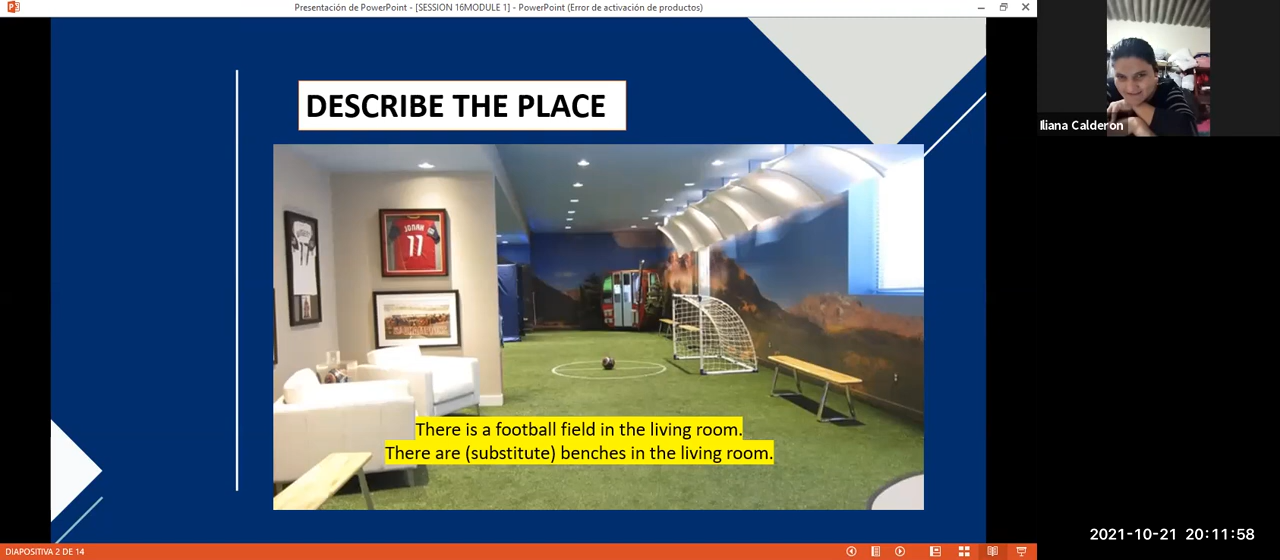 Presentación de PowerPoint - [SESSION 16MODULE 1] - PowerPoint (Error de activación de productos)
DESCRIBE THE PLACE
Iliana Calderon
JONAH
11
There is a football field in the living room.
There are (substitute) benches in the living room.
2021-10-21 20:11:58
DIAPOSITIVA 2 DE 14